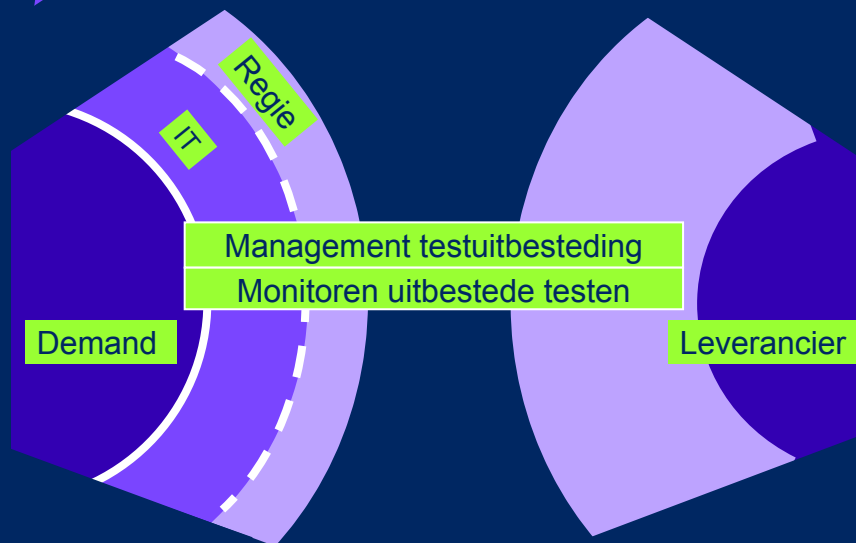 Regie
IT
Management testuitbesteding
Monitoren uitbestede testen
Demand
Leverancier